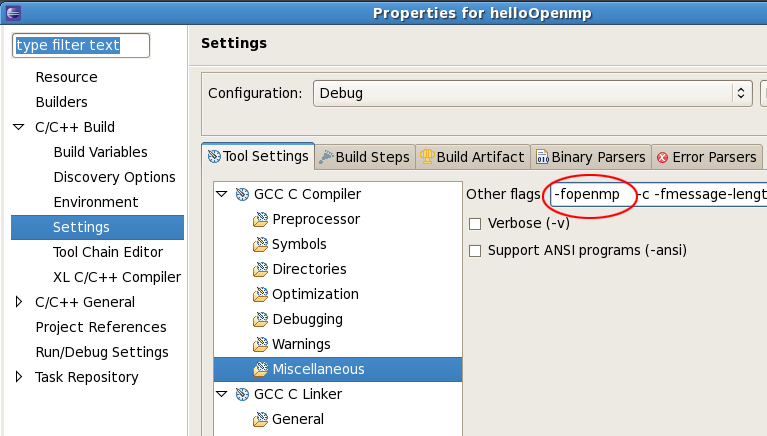 Properties for helloOpenmp
type filter text
Resource
Builders
C/C++ Build
Build Variables
Discovery Options
Environment
Settings
Tool Chain Editor
XL C/C++ Compiler
C/C++ General
Project References
Run/Debug Settings
Task Repository
Settings
Configuration: Debug
Tool Settings Build Steps Build Artifact Binary Parsers Error Parsers
GCC C Compiler
Preprocessor
Symbols
Directories
Optimization
Debugging
Warnings
Miscellaneous
GCC C Linker
General
Other flags -fopenmp -c -fmessage-lengt
Verbose (-v)
Support ANSI programs (-ansi)